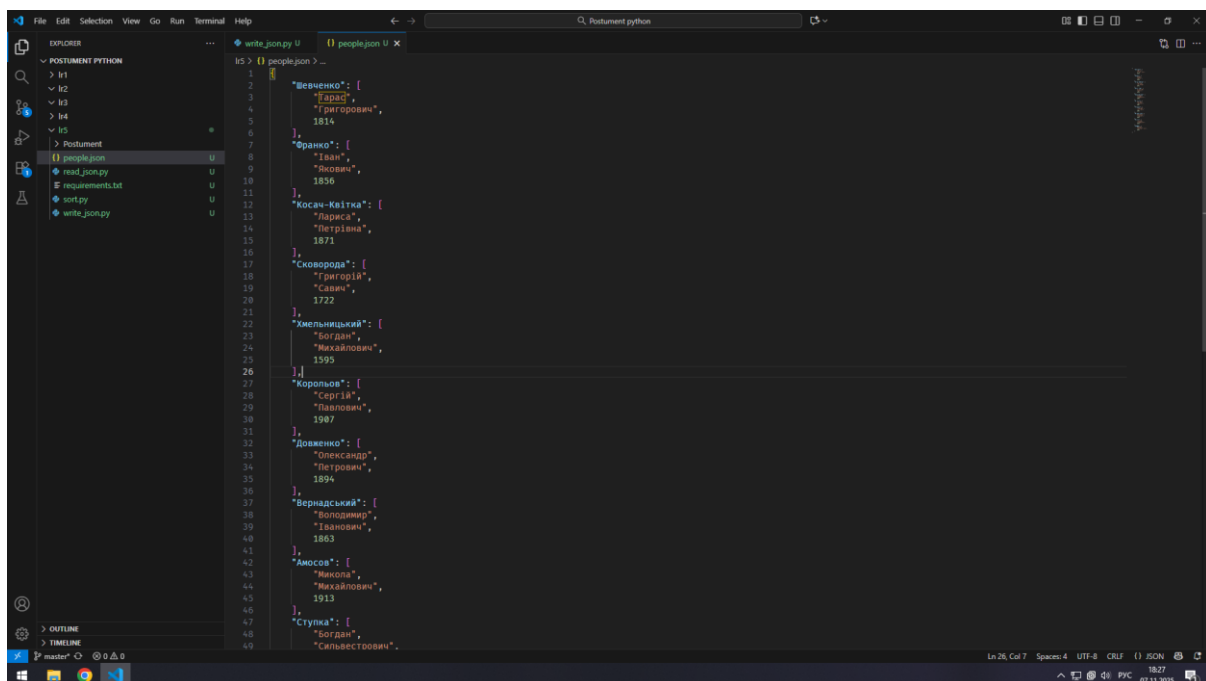 File Edit Selection View Go Run Terminal Help
Postument python
EXPLORER
POSTUMENT PYTHON
lr1
lr2
lr3
lr4
lr5
Postument
{} people.json U
read_json.py U
requirements.txt U
sort.py U
write_json.py U
OUTLINE
TIMELINE
write_json.py U {} people.json U
lr5 > {} people.json > ...
1 {
2 "Шевченко": [
3 "Тарас",
4 "Григорович",
5 1814
6 ],
7 "Франко": [
8 "Іван",
9 "Якович",
10 1856
11 ],
12 "Косач-Квітка": [
13 "Лариса",
14 "Петрівна",
15 1871
16 ],
17 "Сковорода": [
18 "Григорій",
19 "Савич",
20 1722
21 ],
22 "Хмельницький": [
23 "Богдан",
24 "Михайлович",
25 1595
26 ],
27 "Корольов": [
28 "Сергій",
29 "Павлович",
30 1907
31 ],
32 "Довженко": [
33 "Олександр",
34 "Петрович",
35 1894
36 ],
37 "Вернадський": [
38 "Володимир",
39 "Іванович",
40 1863
41 ],
42 "Амосов": [
43 "Микола",
44 "Михайлович",
45 1913
46 ],
47 "Ступка": [
48 "Богдан",
49 "Сильвестрович",
master* 0 0 Ln 26, Col 7 Spaces: 4 UTF-8 CRLF {} JSON
РУС 18:27
07.11.2025